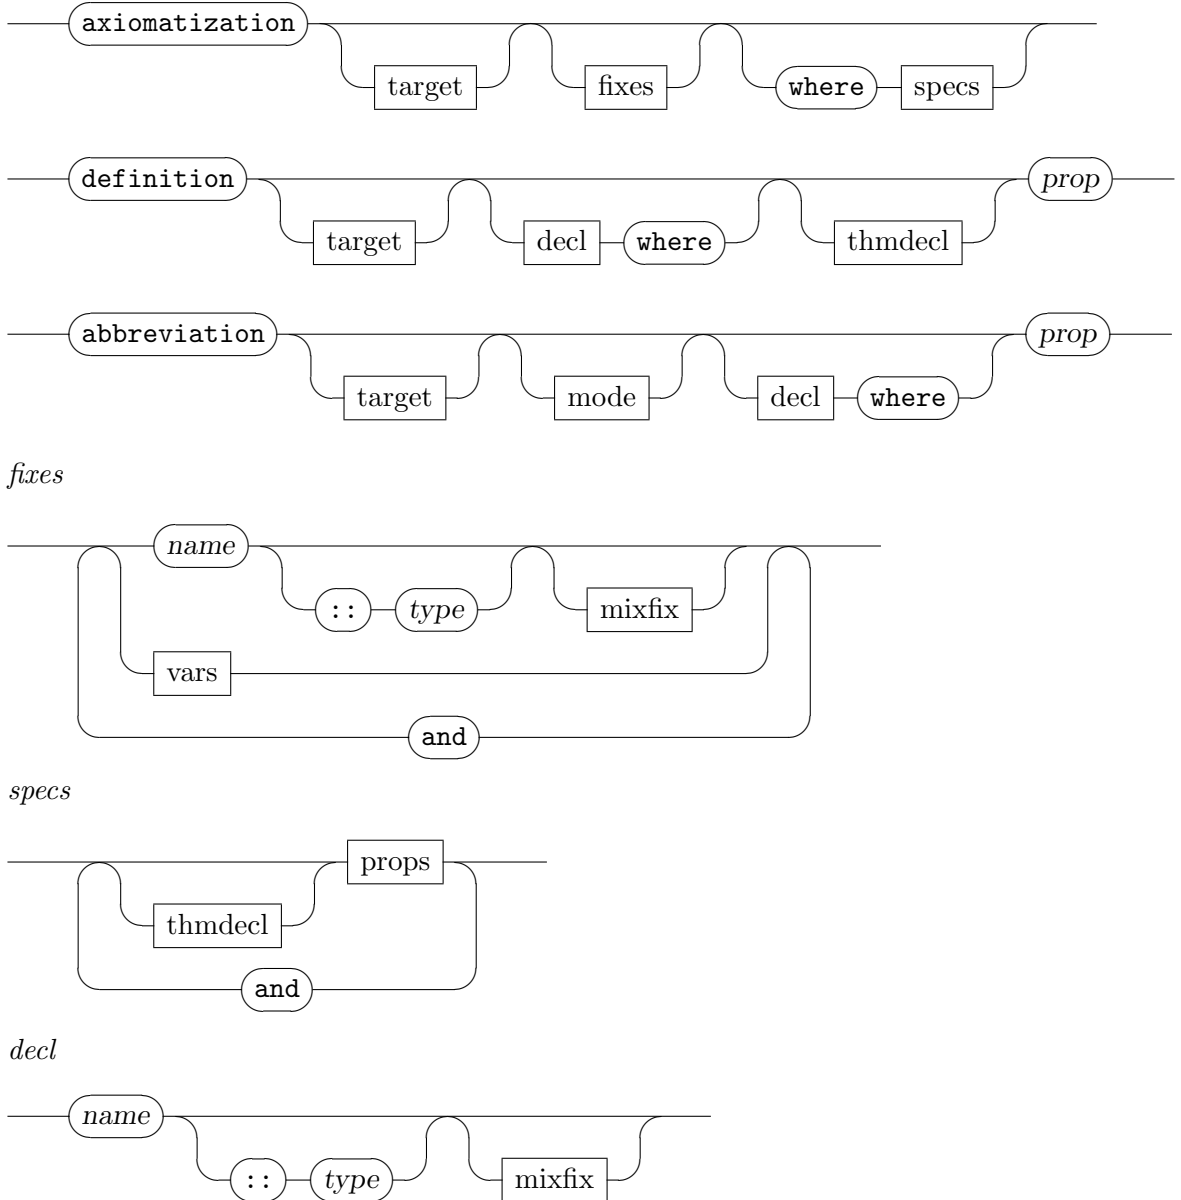 axiomatization
target fixes where specs
definition prop
target decl where thmdecl
abbreviation prop
target mode decl where
fixes
name
:: type mixfix
vars
and
specs
props
thmdecl
and
decl
name
:: type mixfix